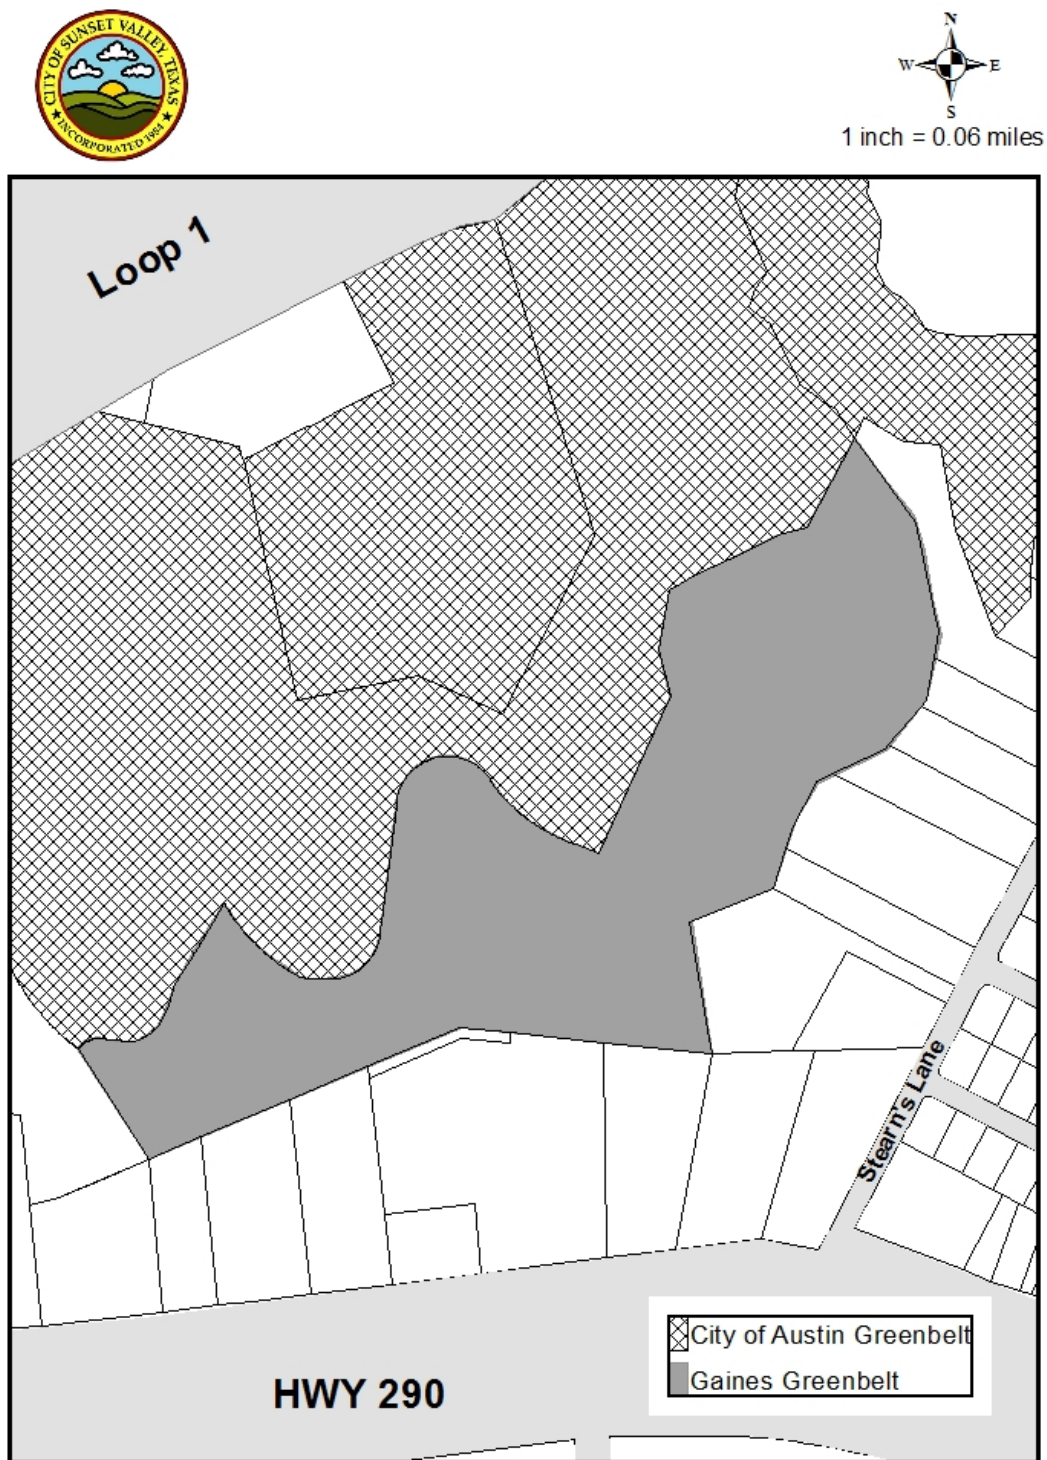 CITY OF SUNSET VALLEY, TEXAS
★ INCORPORATED 1954 ★
N
W E
S
1 inch = 0.06 miles
Loop 1
Stearn's Lane
City of Austin Greenbelt
Gaines Greenbelt
HWY 290